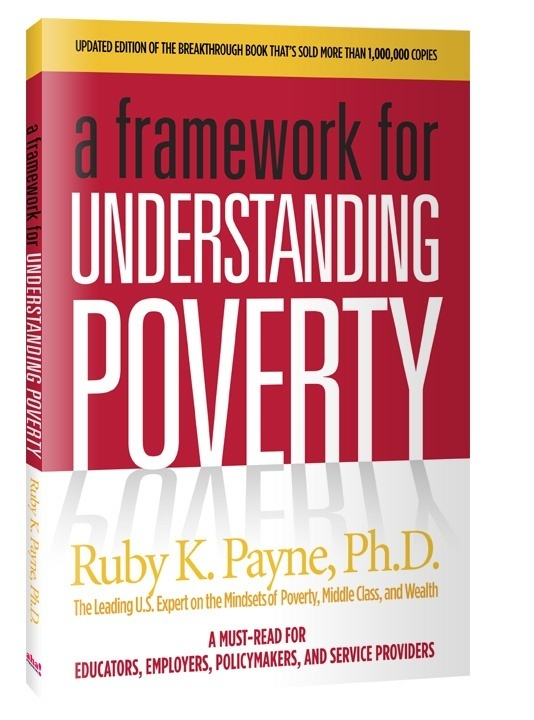 UPDATED EDITION OF THE BREAKTHROUGH BOOK THAT'S SOLD MORE THAN 1,000,000 COPIES
a framework for
UNDERSTANDING
POVERTY
Ruby K. Payne, Ph.D.
The Leading U.S. Expert on the Mindsets of Poverty, Middle Class, and Wealth
A MUST-READ FOR
EDUCATORS, EMPLOYERS, POLICYMAKERS, AND SERVICE PROVIDERS
a framework for UNDERSTANDING POVERTY
Ruby K. Payne, Ph.D.